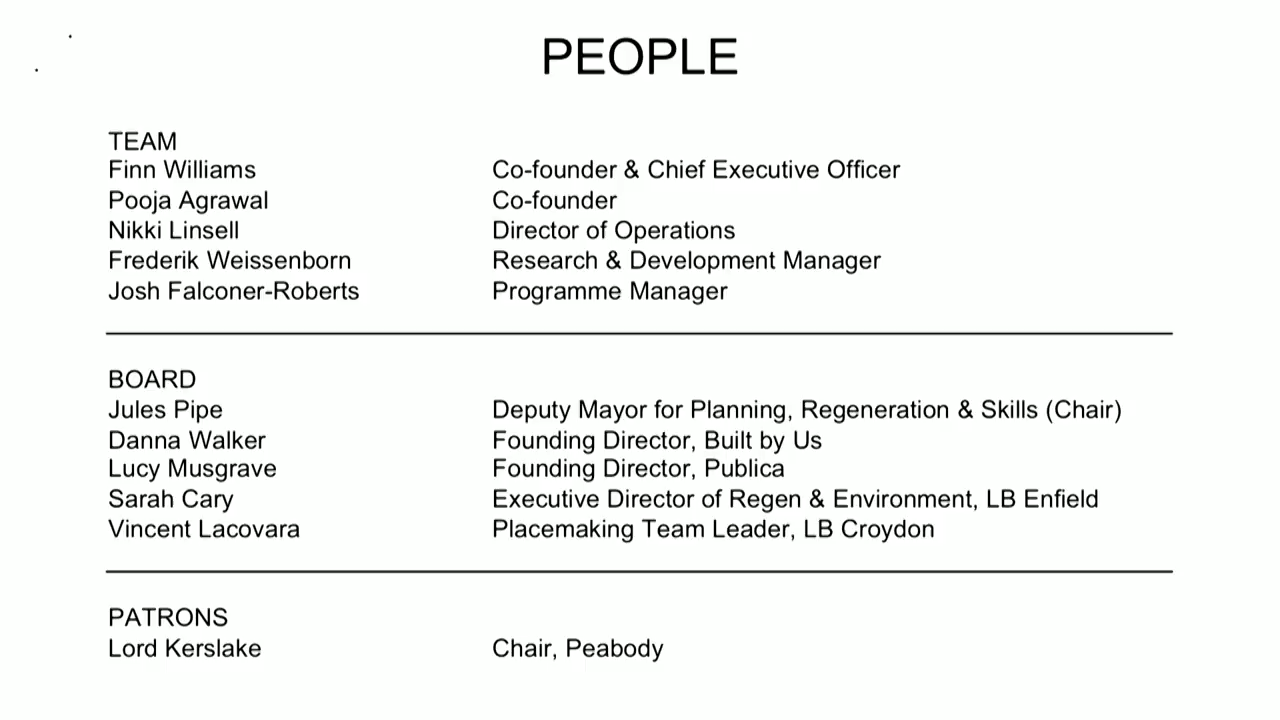 PEOPLE
TEAM
Finn Williams Co-founder & Chief Executive Officer
Pooja Agrawal Co-founder
Nikki Linsell Director of Operations
Frederik Weissenborn Research & Development Manager
Josh Falconer-Roberts Programme Manager
BOARD
Jules Pipe Deputy Mayor for Planning, Regeneration & Skills (Chair)
Danna Walker Founding Director, Built by Us
Lucy Musgrave Founding Director, Publica
Sarah Cary Executive Director of Regen & Environment, LB Enfield
Vincent Lacovara Placemaking Team Leader, LB Croydon
PATRONS
Lord Kerslake Chair, Peabody